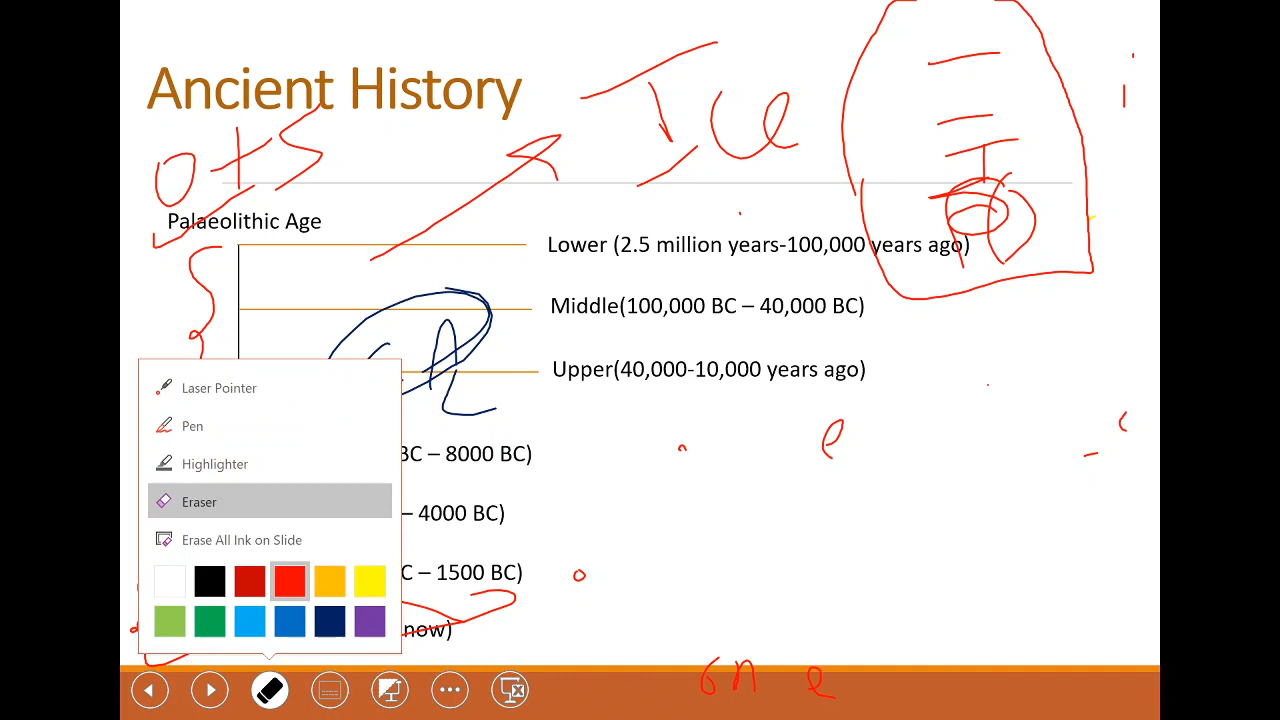 Ancient History
Ice
Palaeolithic Age
Lower (2.5 million years-100,000 years ago)
Middle(100,000 BC – 40,000 BC)
Upper(40,000-10,000 years ago)
Laser Pointer
Pen
Highlighter
Eraser
Erase All Ink on Slide
BC – 8000 BC)
– 4000 BC)
C – 1500 BC)
now)
e
on e